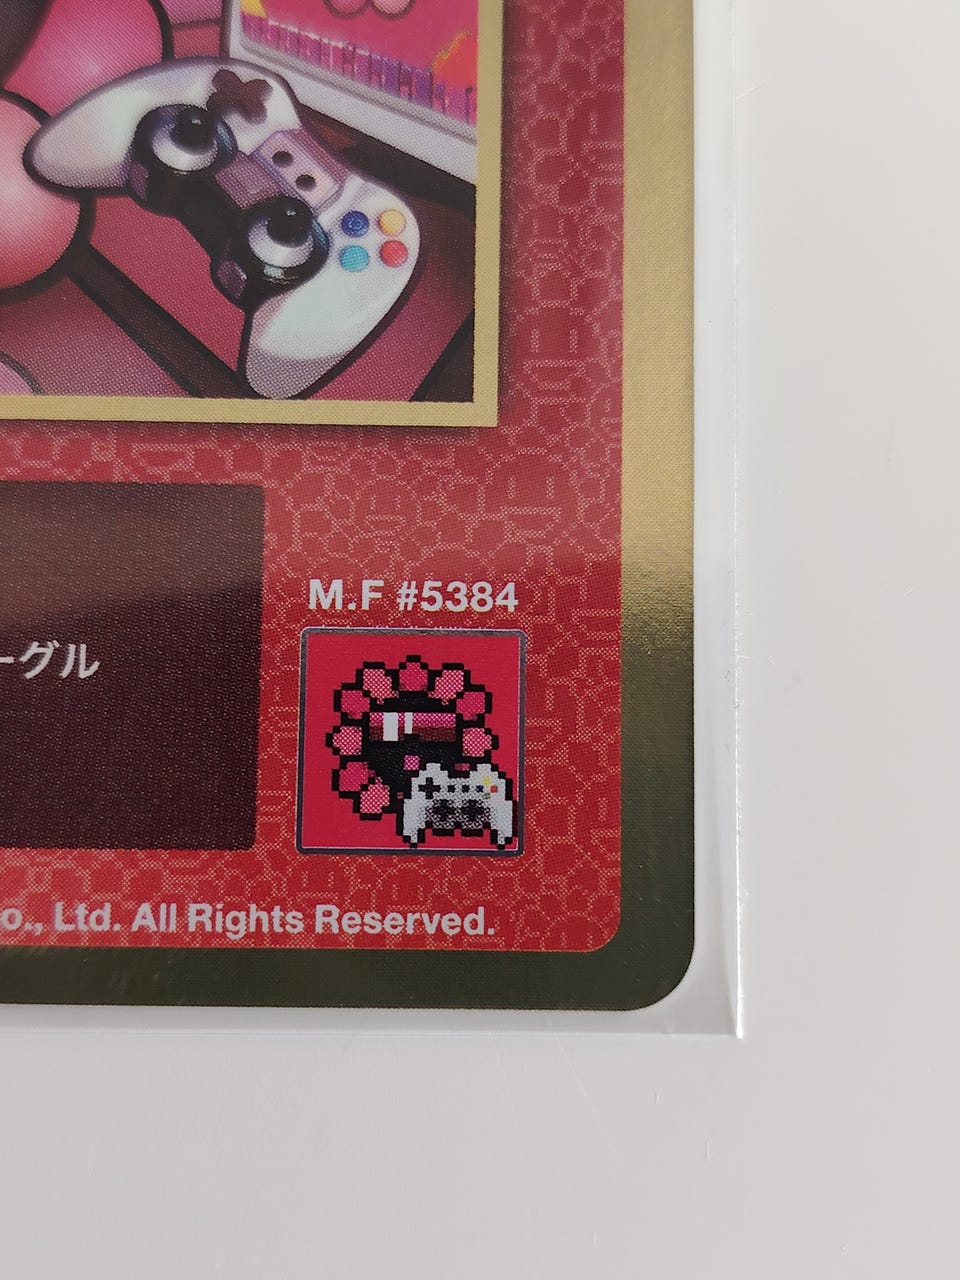 M.F #5384
ーグル
o., Ltd. All Rights Reserved.